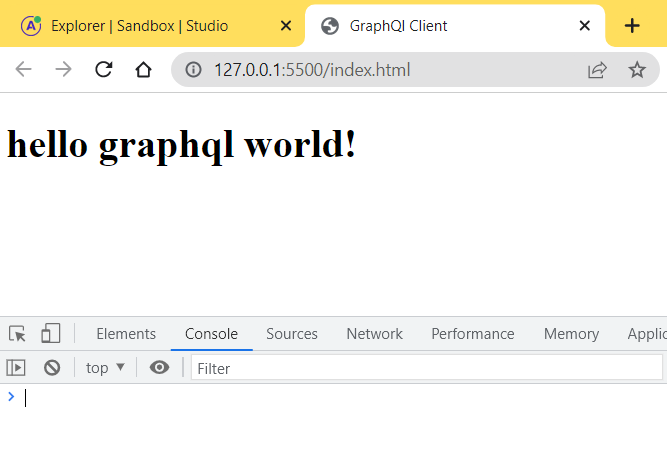 Explorer | Sandbox | Studio
GraphQl Client
127.0.0.1:5500/index.html
hello graphql world!
Elements Console Sources Network Performance Memory Applic
top Filter